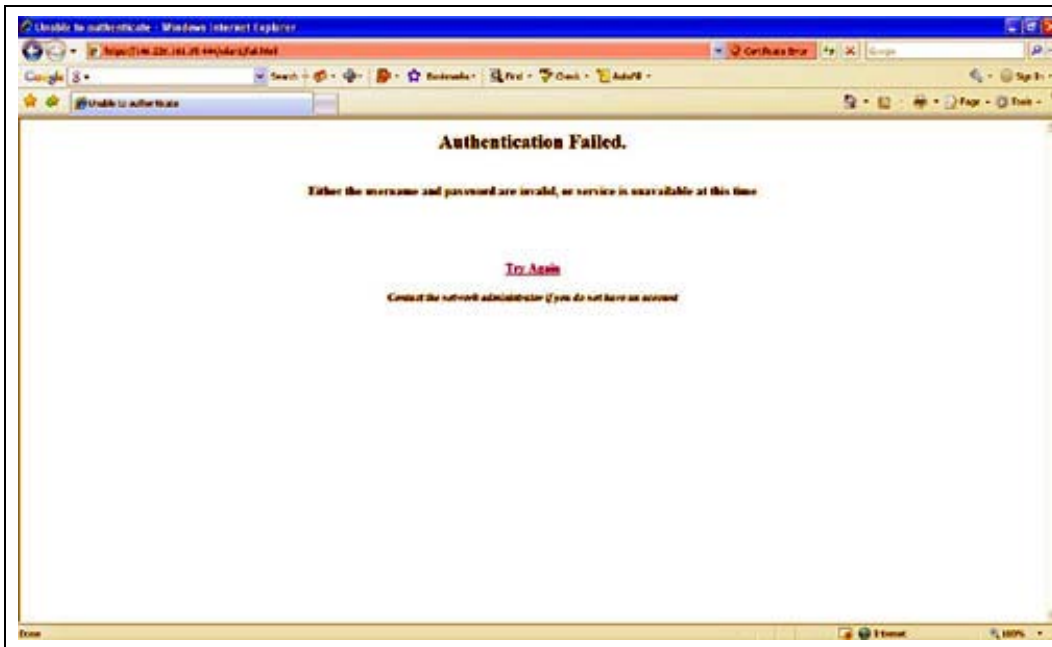 Unable to authenticate - Windows Internet Explorer
Certificate Error
Google
Google
Search
Bookmarks
Find
Check
AutoFill
Sign In
Unable to authenticate
Page
Tools
Authentication Failed.
Either the username and password are invalid, or service is unavailable at this time
Try Again
Contact the network administrator if you do not have an account
Done
Internet
100%